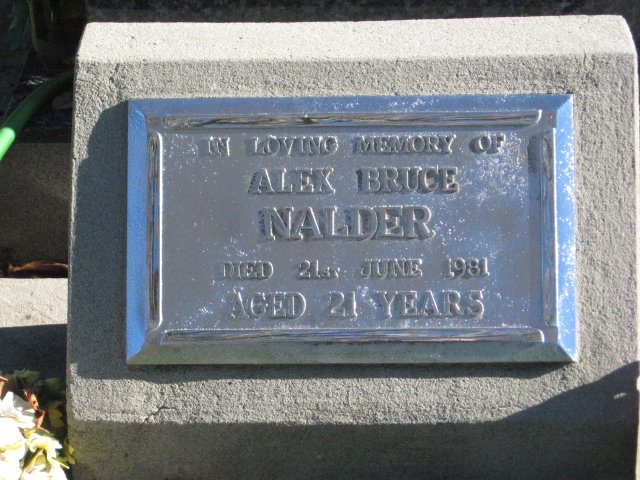 IN LOVING MEMORY OF
ALEX BRUCE
NALDER
DIED 21ST JUNE 1981
AGED 21 YEARS